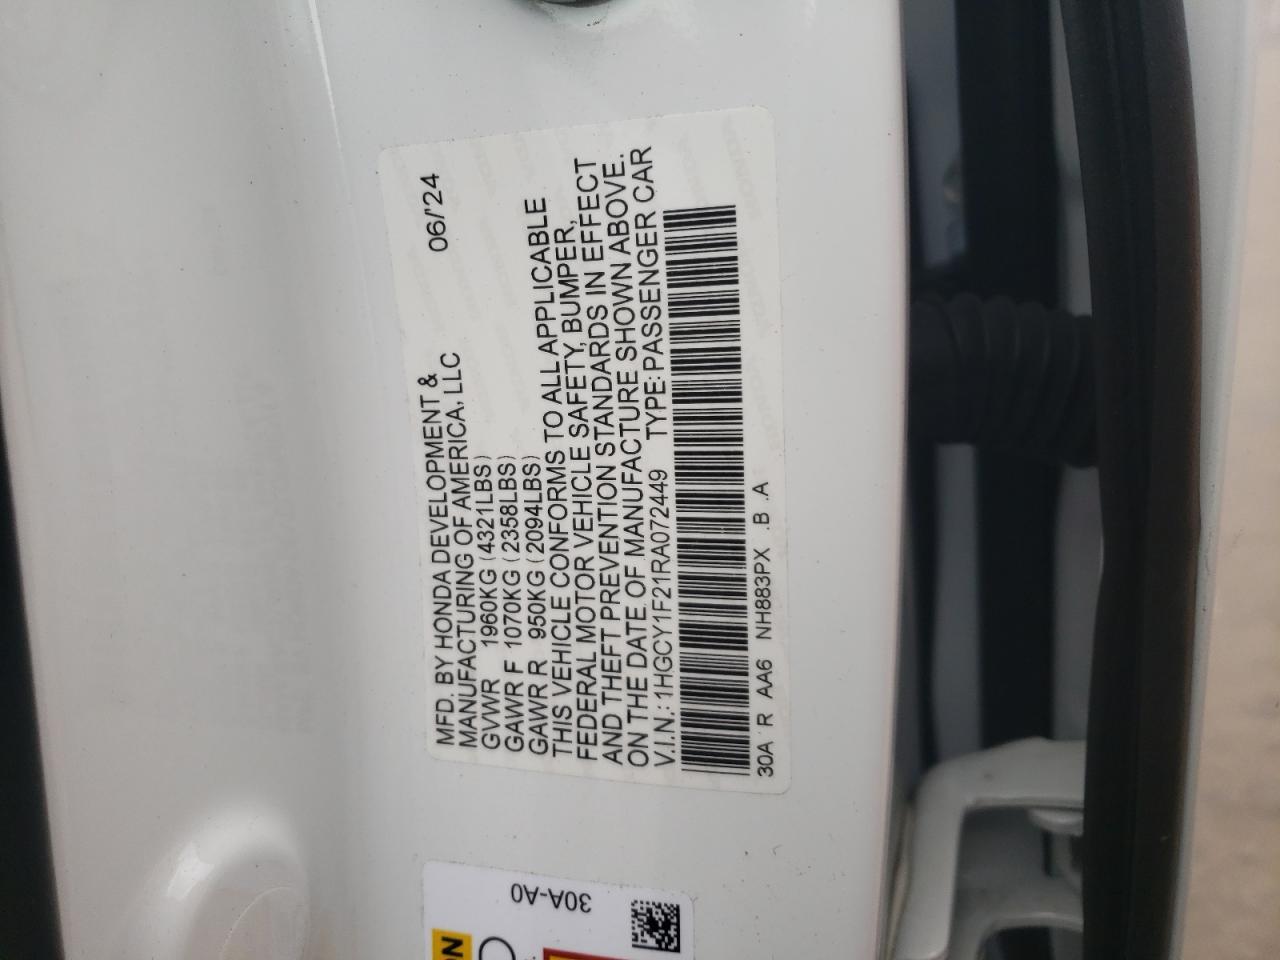 MFD. BY HONDA DEVELOPMENT & 06/'24
MANUFACTURING OF AMERICA, LLC
GVWR 1960KG (4321LBS)
GAWR F 1070KG (2358LBS)
GAWR R 950KG (2094LBS)
THIS VEHICLE CONFORMS TO ALL APPLICABLE
FEDERAL MOTOR VEHICLE SAFETY, BUMPER,
AND THEFT PREVENTION STANDARDS IN EFFECT
ON THE DATE OF MANUFACTURE SHOWN ABOVE.
V.I.N.: 1HGCY1F21RA072449 TYPE: PASSENGER CAR
30A R AA6 NH883PX .B .A
30A-A0